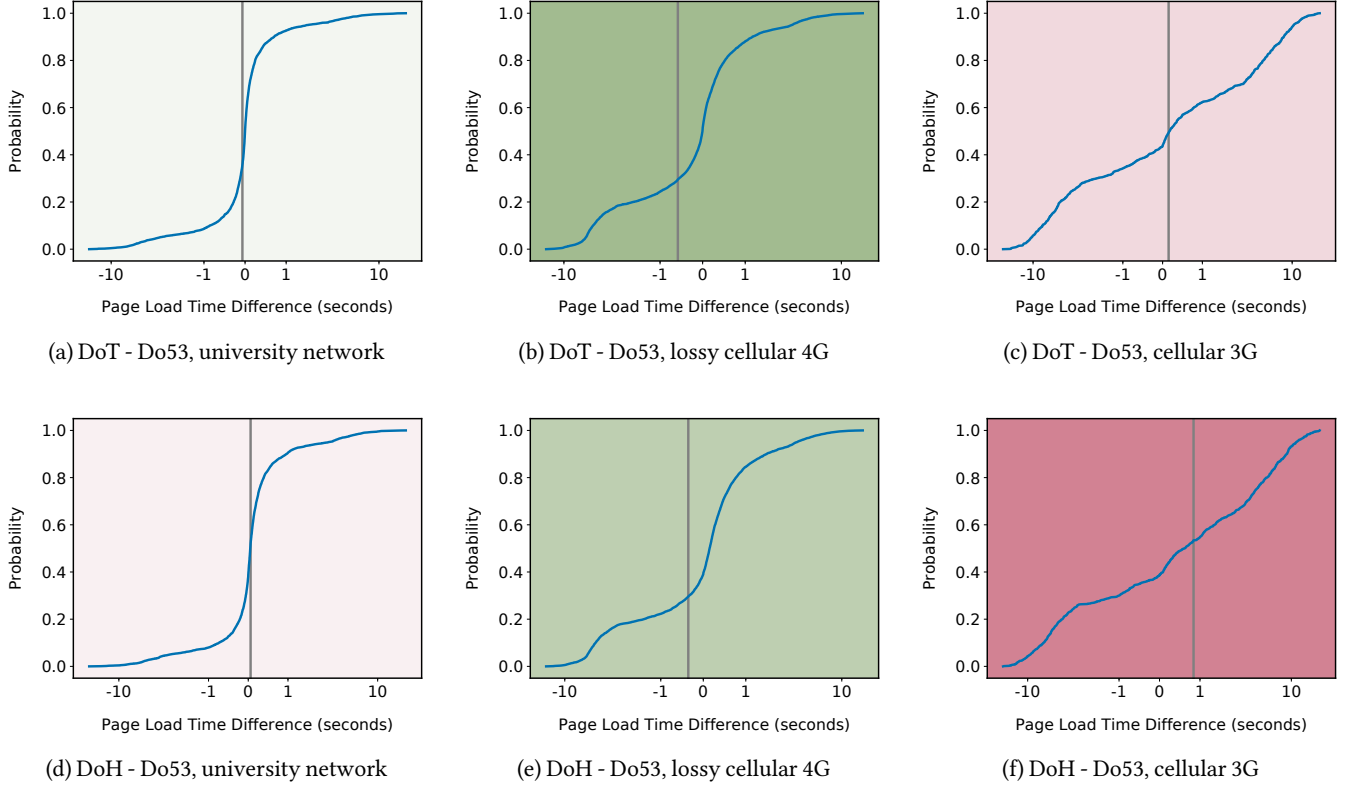 1.0
0.8
0.6
0.4
0.2
0.0
Probability
-10 -1 0 1 10
Page Load Time Difference (seconds)
(a) DoT - Do53, university network
1.0
0.8
0.6
0.4
0.2
0.0
Probability
-10 -1 0 1 10
Page Load Time Difference (seconds)
(b) DoT - Do53, lossy cellular 4G
1.0
0.8
0.6
0.4
0.2
0.0
Probability
-10 -1 0 1 10
Page Load Time Difference (seconds)
(c) DoT - Do53, cellular 3G
1.0
0.8
0.6
0.4
0.2
0.0
Probability
-10 -1 0 1 10
Page Load Time Difference (seconds)
(d) DoH - Do53, university network
1.0
0.8
0.6
0.4
0.2
0.0
Probability
-10 -1 0 1 10
Page Load Time Difference (seconds)
(e) DoH - Do53, lossy cellular 4G
1.0
0.8
0.6
0.4
0.2
0.0
Probability
-10 -1 0 1 10
Page Load Time Difference (seconds)
(f) DoH - Do53, cellular 3G